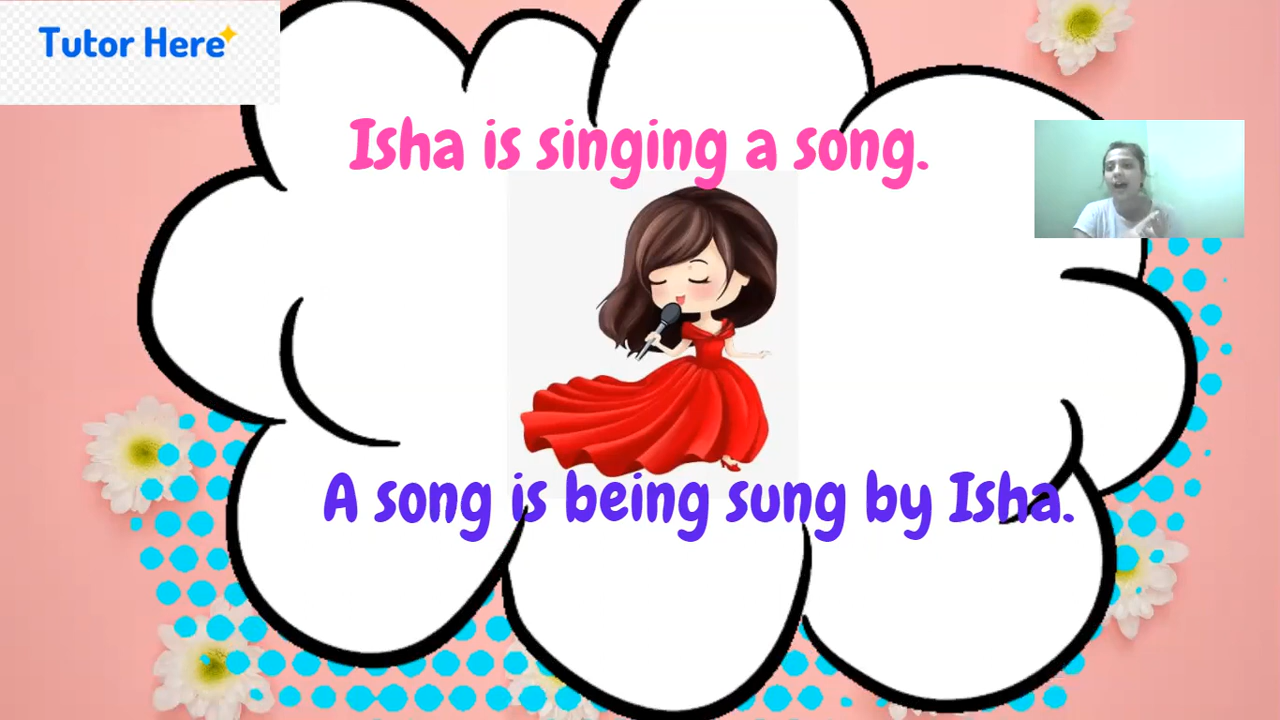 Tutor Here
Isha is singing a song.
A song is being sung by Isha.